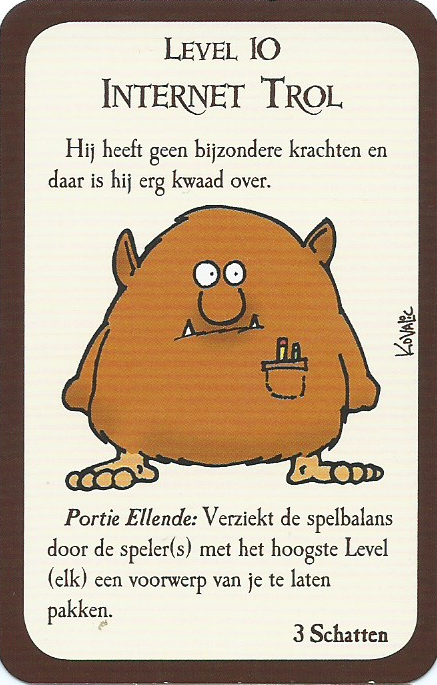 Level 10
Internet Trol
Hij heeft geen bijzondere krachten en
daar is hij erg kwaad over.
Kovalic
Portie Ellende: Verziekt de spelbalans
door de speler(s) met het hoogste Level
(elk) een voorwerp van je te laten
pakken.
3 Schatten